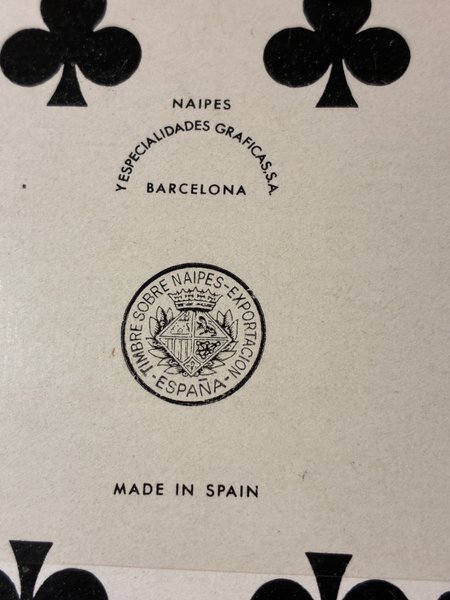 NAIPES
Y ESPECIALIDADES GRAFICAS, S.A.
BARCELONA
TIMBRE SOBRE NAIPES-EXPORTACION
-ESPAÑA-
MADE IN SPAIN